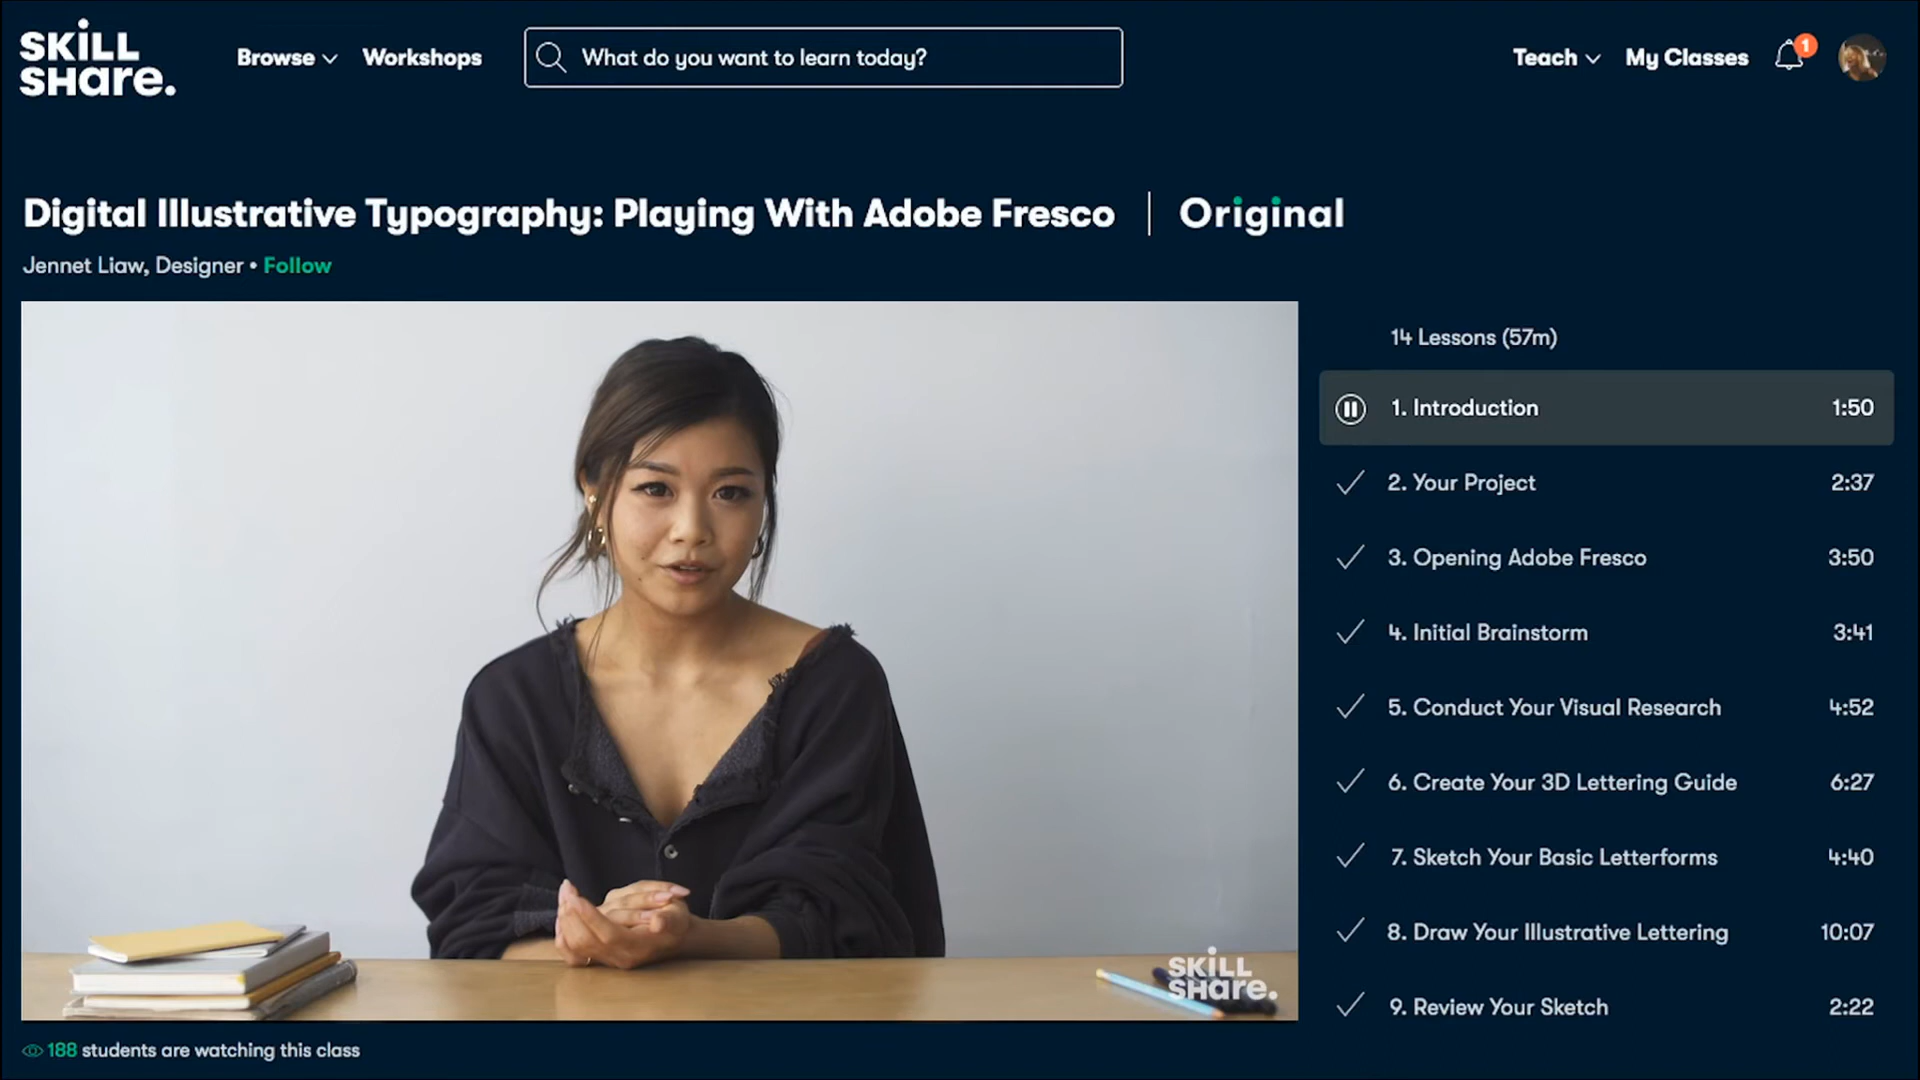 SKILL
SHARE.
Browse
Workshops
What do you want to learn today?
Teach
My Classes
1
Digital Illustrative Typography: Playing With Adobe Fresco | Original
Jennet Liaw, Designer • Follow
14 Lessons (57m)
1. Introduction 1:50
2. Your Project 2:37
3. Opening Adobe Fresco 3:50
4. Initial Brainstorm 3:41
5. Conduct Your Visual Research 4:52
6. Create Your 3D Lettering Guide 6:27
7. Sketch Your Basic Letterforms 4:40
8. Draw Your Illustrative Lettering 10:07
9. Review Your Sketch 2:22
SKILL
SHARE.
188 students are watching this class